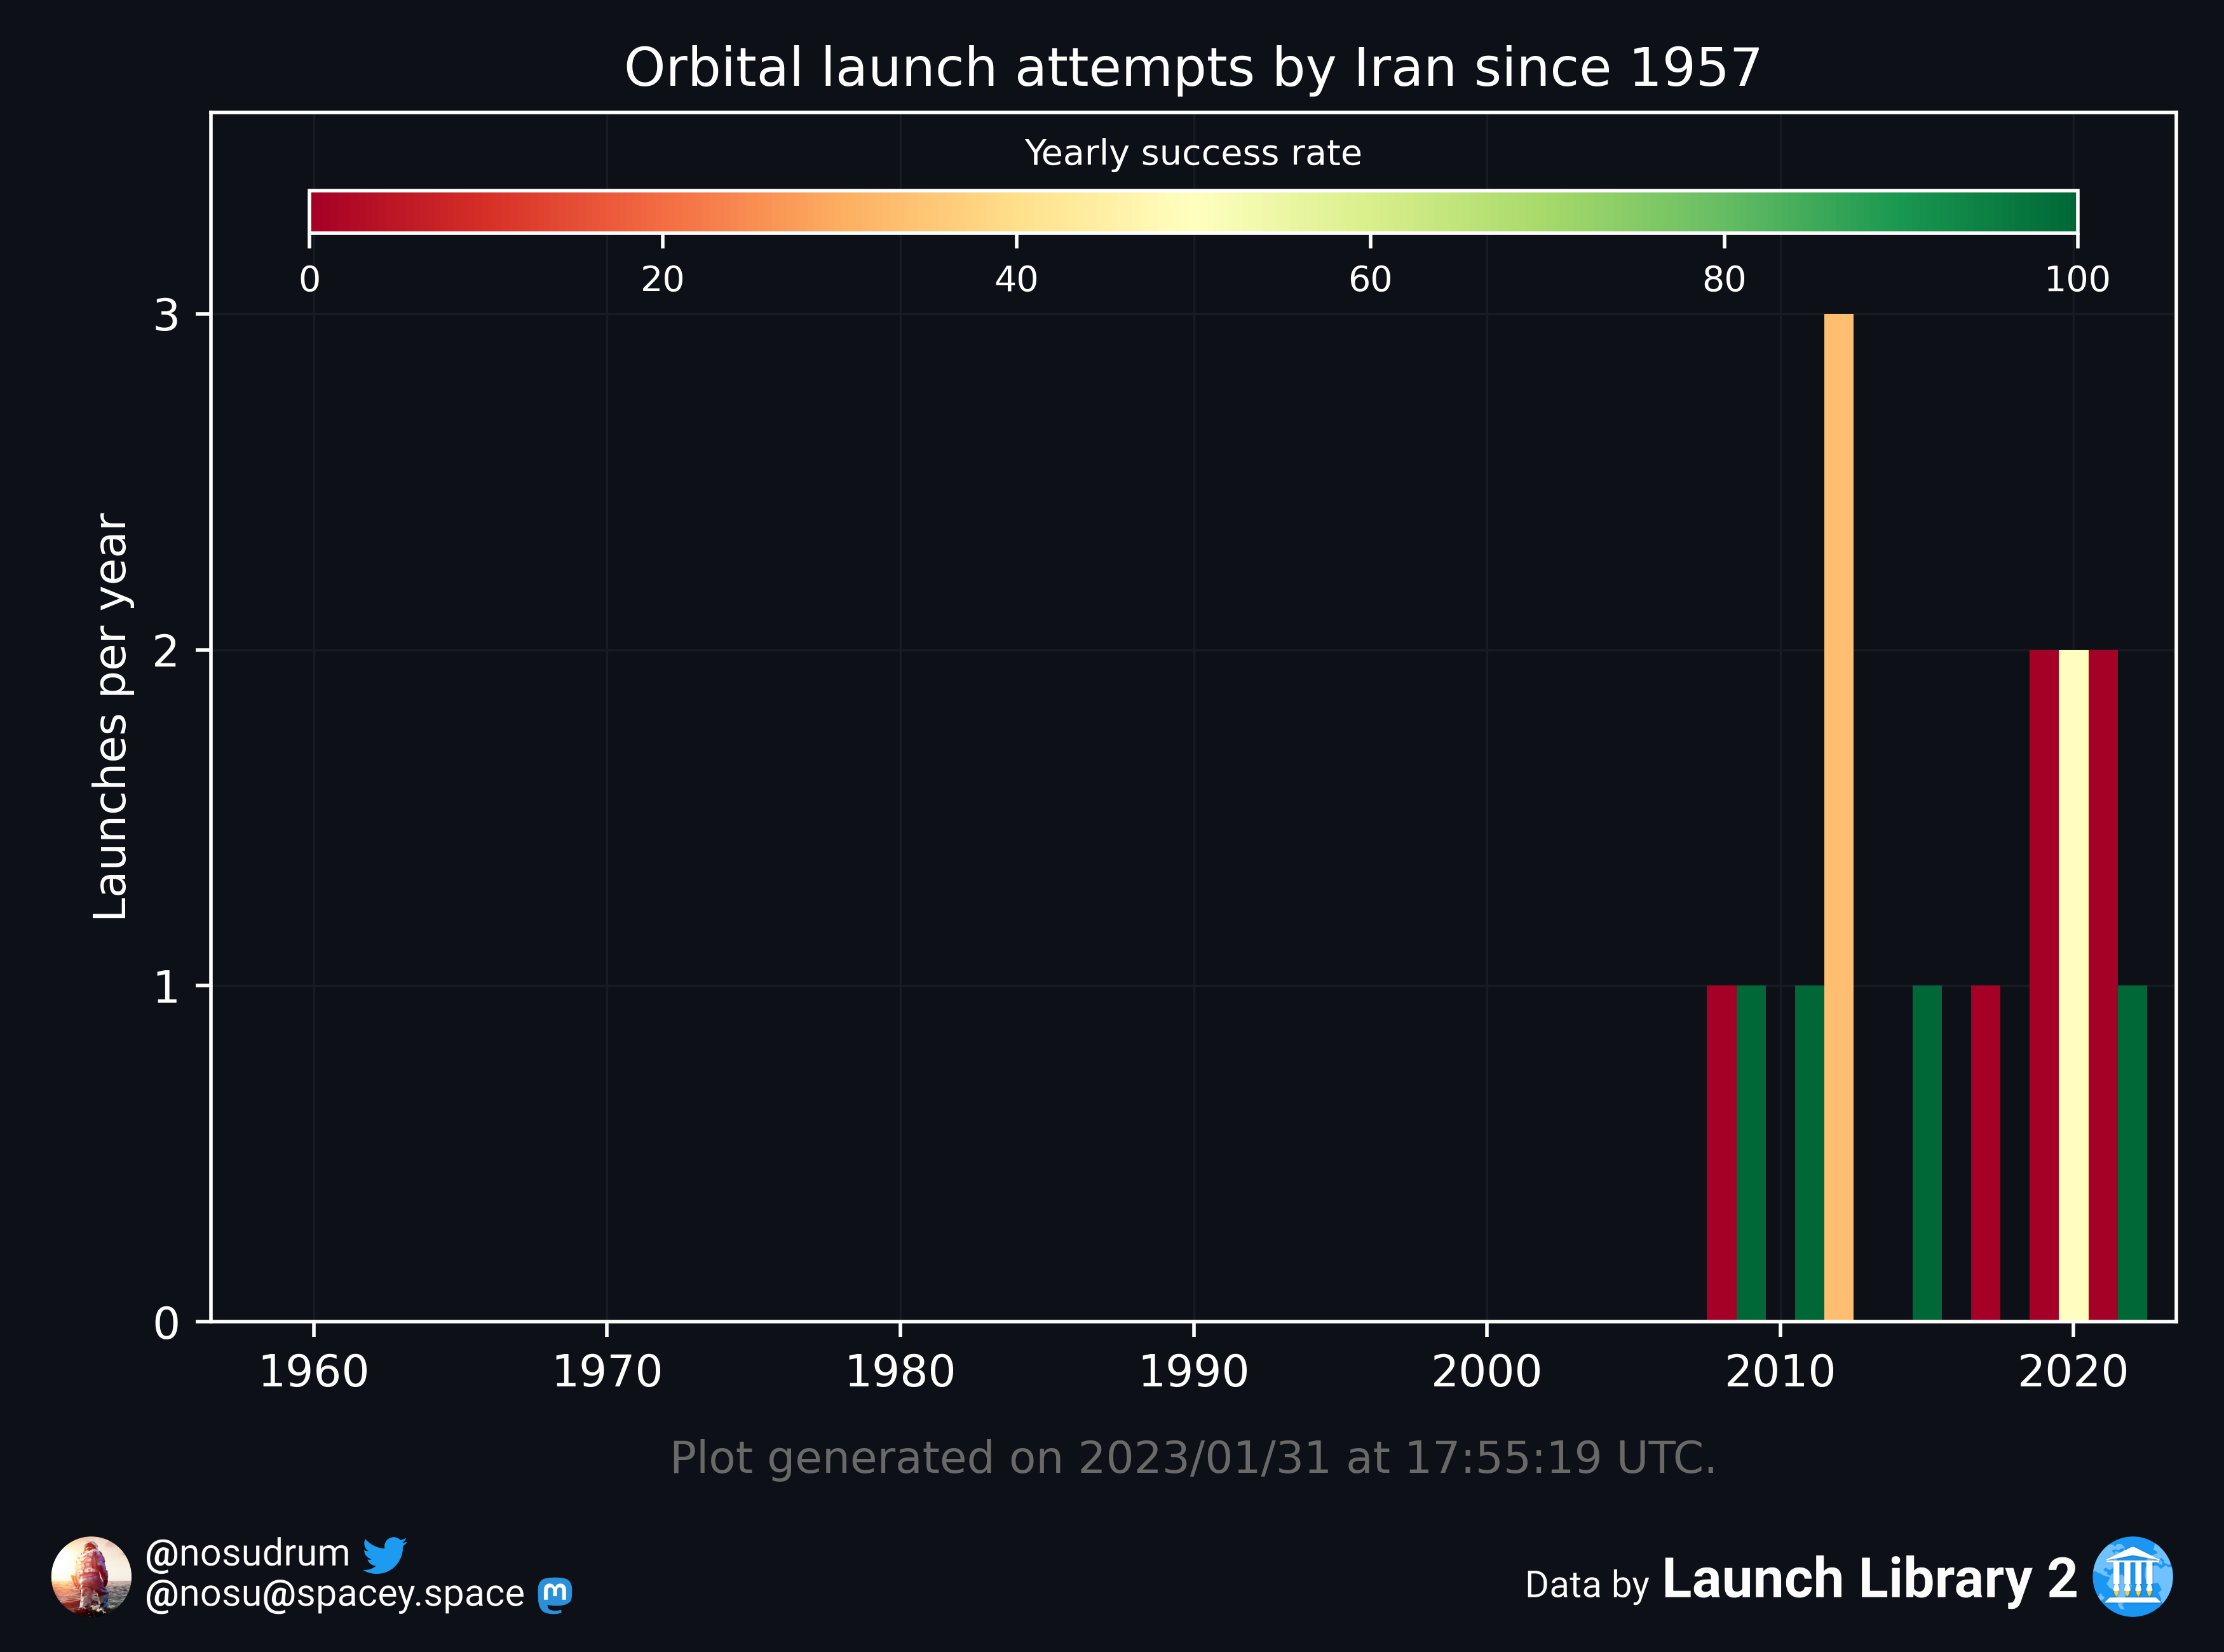 Orbital launch attempts by Iran since 1957
Yearly success rate
0 20 40 60 80 100
Launches per year
3
2
1
0
1960 1970 1980 1990 2000 2010 2020
Plot generated on 2023/01/31 at 17:55:19 UTC.
@nosudrum
@nosu@spacey.space
Data by Launch Library 2